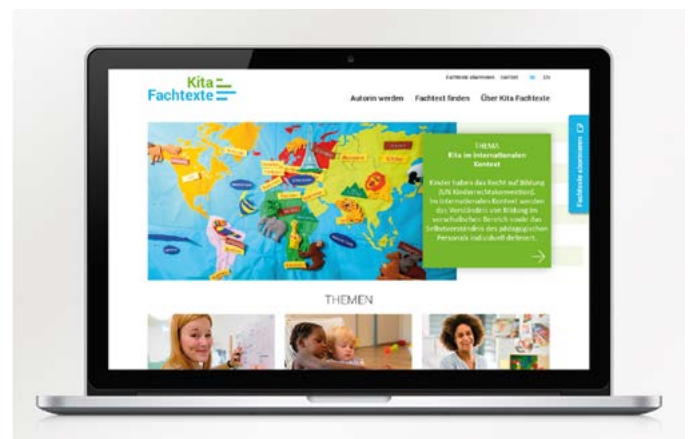 Kita
Fachtexte
Fachtexte abonnieren Kontakt DE EN
Autorin werden Fachtext finden Über Kita Fachtexte
THEMA
Kita im internationalen
Kontext
Kinder haben das Recht auf Bildung
(UN Kinderrechtskonvention).
Im internationalen Kontext werden
das Verständnis von Bildung im
vorschulischen Bereich sowie das
Selbstverständnis des pädagogischen
Personals individuell definiert.
Fachtexte abonnieren
THEMEN